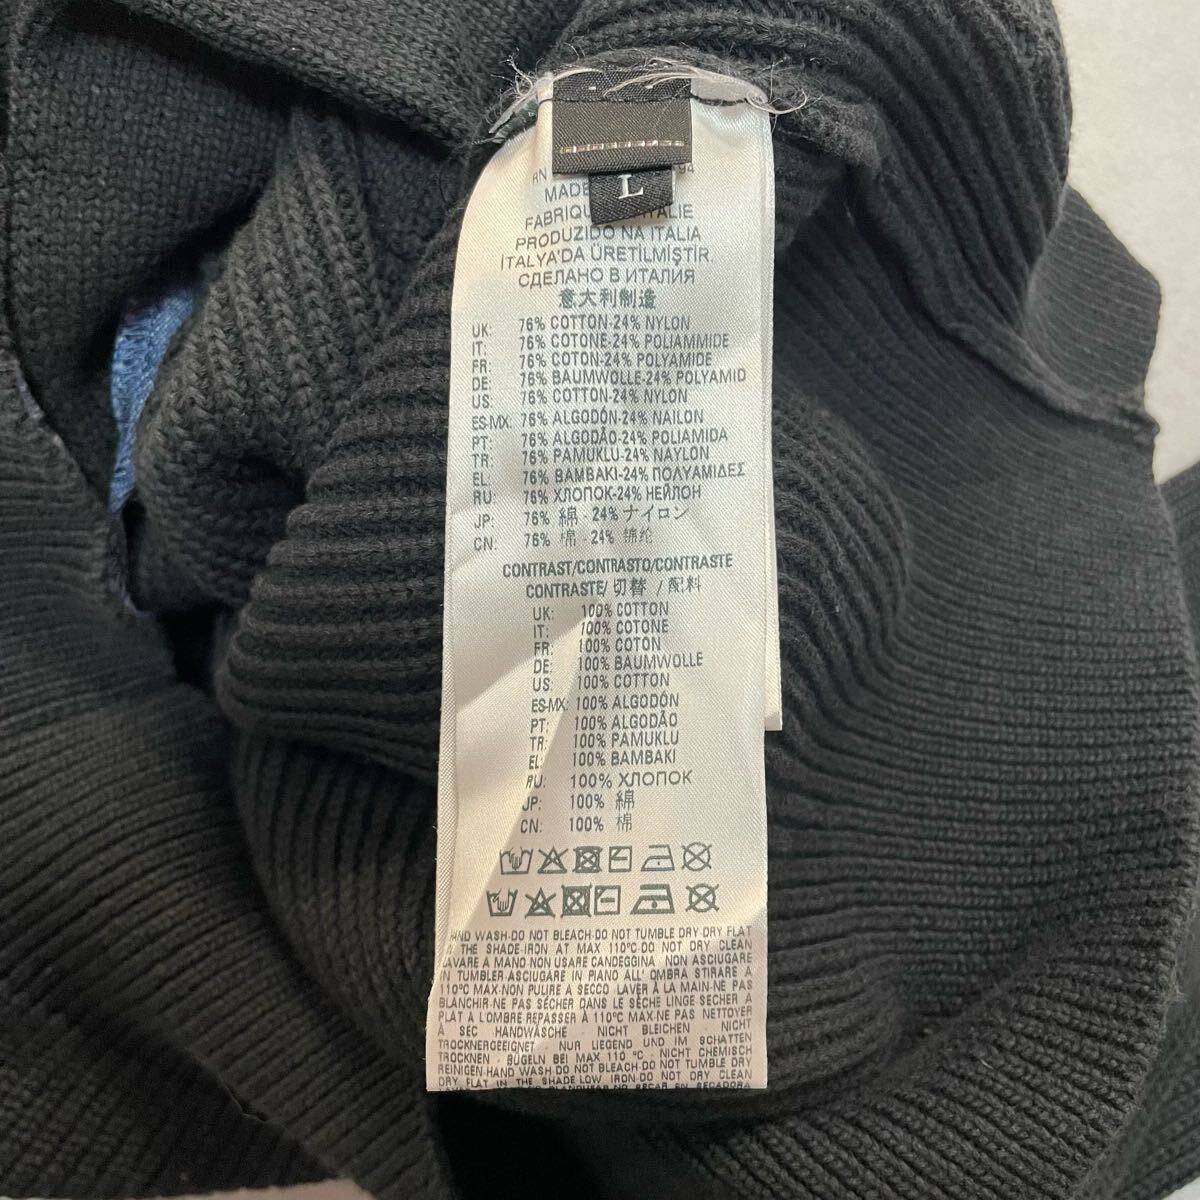 L
RN 94
MADE
FABRIQU TALIE
PRODUZIDO NA ITALIA
İTALYA'DA ÜRETİLMİŞTİR
СДЕЛАНО В ИТАЛИЯ
意大利制造
UK: 76% COTTON-24% NYLON
IT: 76% COTONE-24% POLIAMMIDE
FR: 76% COTON-24% POLYAMIDE
DE: 76% BAUMWOLLE-24% POLYAMID
US: 76% COTTON-24% NYLON
ES-MX: 76% ALGODÓN-24% NAILON
PT: 76% ALGODÃO-24% POLIAMIDA
TR: 76% PAMUKLU-24% NAYLON
EL: 76% BAMBAKI-24% ΠΟΛΥΑΜΙΔΕΣ
RU: 76% ХЛОПОК-24% НЕЙЛОН
JP: 76% 綿 - 24% ナイロン
CN: 76% 棉 - 24% 锦纶
CONTRAST/CONTRASTO/CONTRASTE
CONTRASTE/ 切替 / 配料
UK: 100% COTTON
IT: 100% COTONE
FR: 100% COTON
DE: 100% BAUMWOLLE
US: 100% COTTON
ES-MX: 100% ALGODÓN
PT: 100% ALGODÃO
TR: 100% PAMUKLU
EL: 100% BAMBAKI
RU: 100% ХЛОПОК
JP: 100% 綿
CN: 100% 棉
HAND WASH-DO NOT BLEACH-DO NOT TUMBLE DRY-DRY FLAT
IN THE SHADE-IRON AT MAX 110°C-DO NOT DRY CLEAN
LAVARE A MANO-NON USARE CANDEGGINA -NON ASCIUGARE
IN TUMBLER-ASCIUGARE IN PIANO ALL' OMBRA STIRARE A
110°C MAX-NON PULIRE A SECCO LAVER À LA MAIN-NE PAS
BLANCHIR-NE PAS SÉCHER DANS LE SÈCHE LINGE-SÉCHER À
PLAT À L'OMBRE REPASSER À 110°C MAX-NE PAS NETTOYER
À SEC HANDWÄSCHE - NICHT BLEICHEN - NICHT
TROCKNERGEEIGNET - NUR LIEGEND UND IM SCHATTEN
TROCKNEN - BÜGELN BEI MAX 110 °C - NICHT CHEMISCH
REINIGEN-HAND WASH-DO NOT BLEACH-DO NOT TUMBLE DRY
DRY FLAT IN THE SHADE-LOW IRON-DO NOT DRY CLEAN